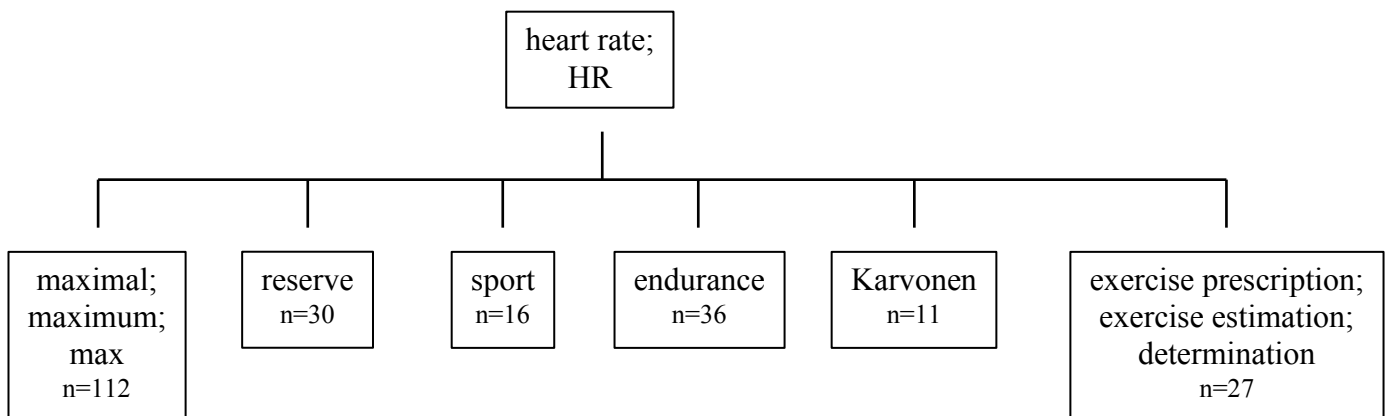 heart rate;
HR
maximal;
maximum;
max
n=112
reserve
n=30
sport
n=16
endurance
n=36
Karvonen
n=11
exercise prescription;
exercise estimation;
determination
n=27